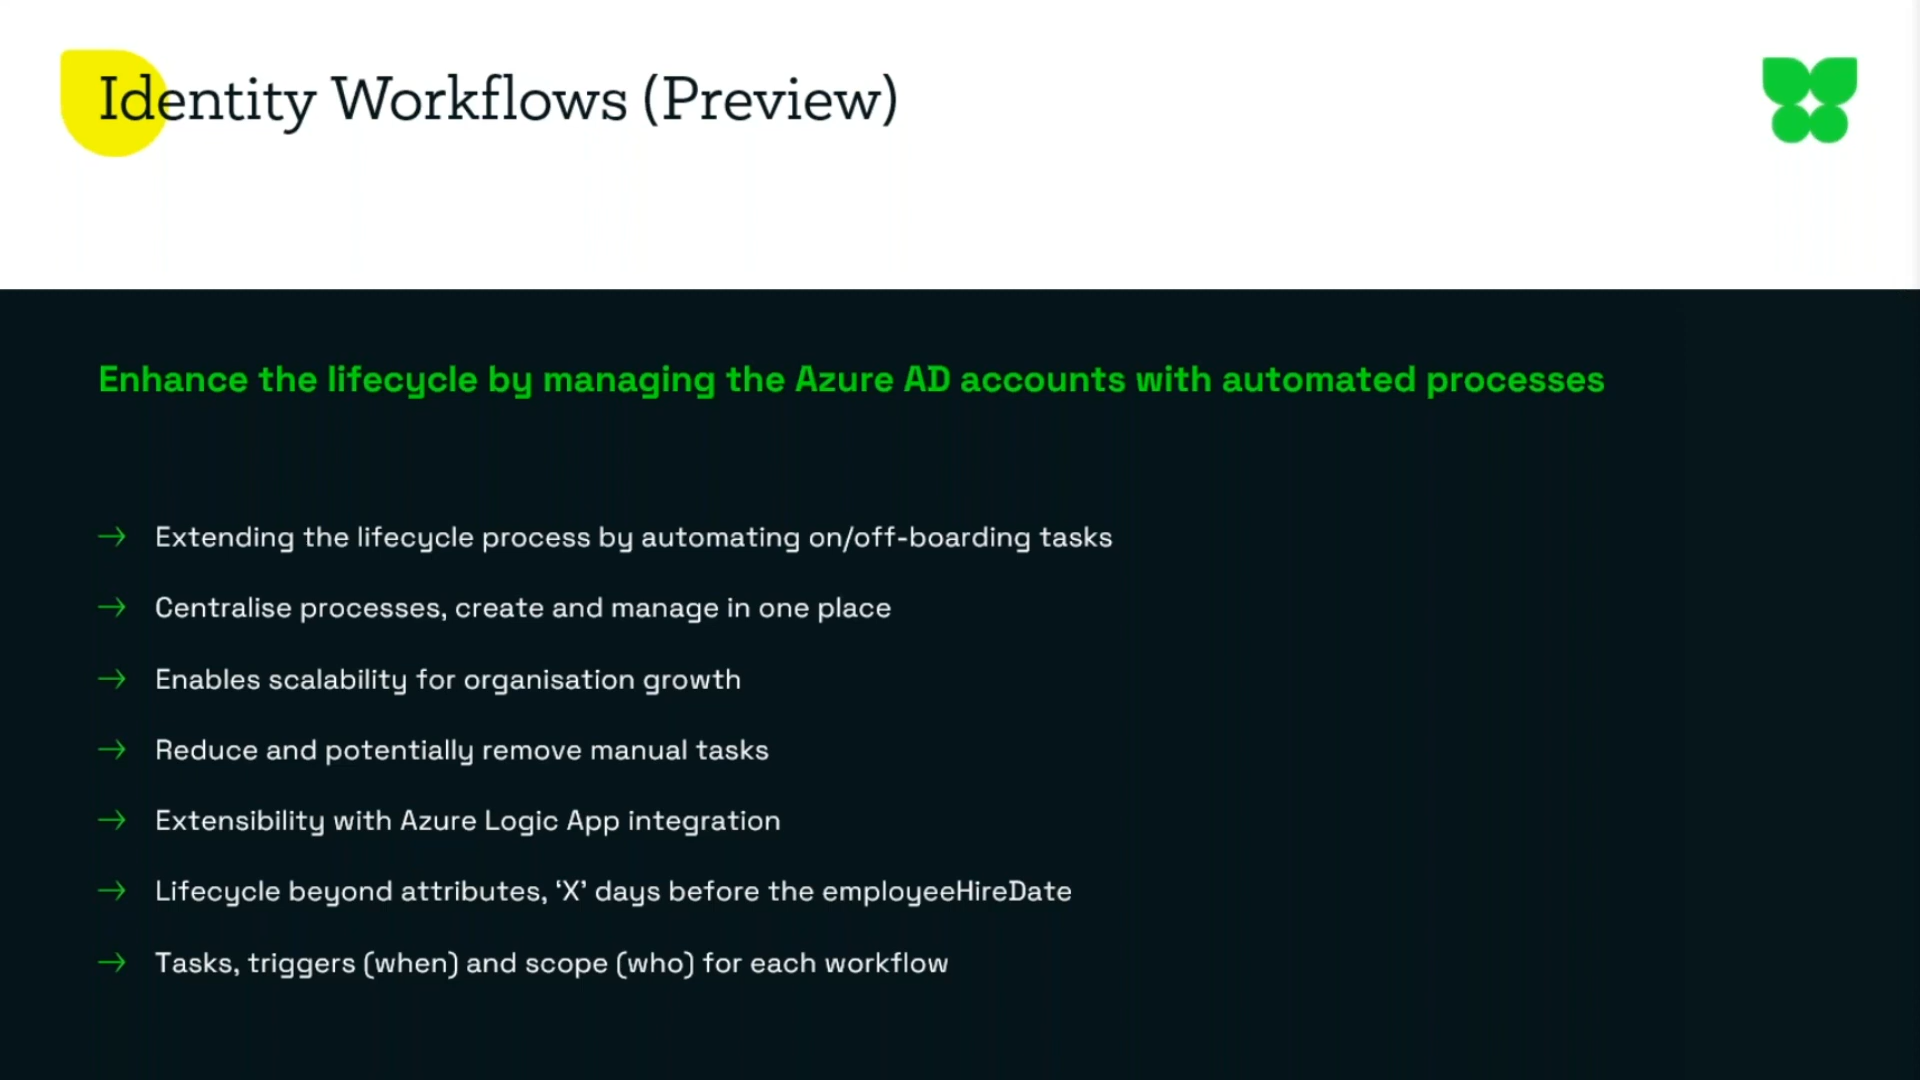 Identity Workflows (Preview)
Enhance the lifecycle by managing the Azure AD accounts with automated processes
→ Extending the lifecycle process by automating on/off-boarding tasks
→ Centralise processes, create and manage in one place
→ Enables scalability for organisation growth
→ Reduce and potentially remove manual tasks
→ Extensibility with Azure Logic App integration
→ Lifecycle beyond attributes, ‘X’ days before the employeeHireDate
→ Tasks, triggers (when) and scope (who) for each workflow